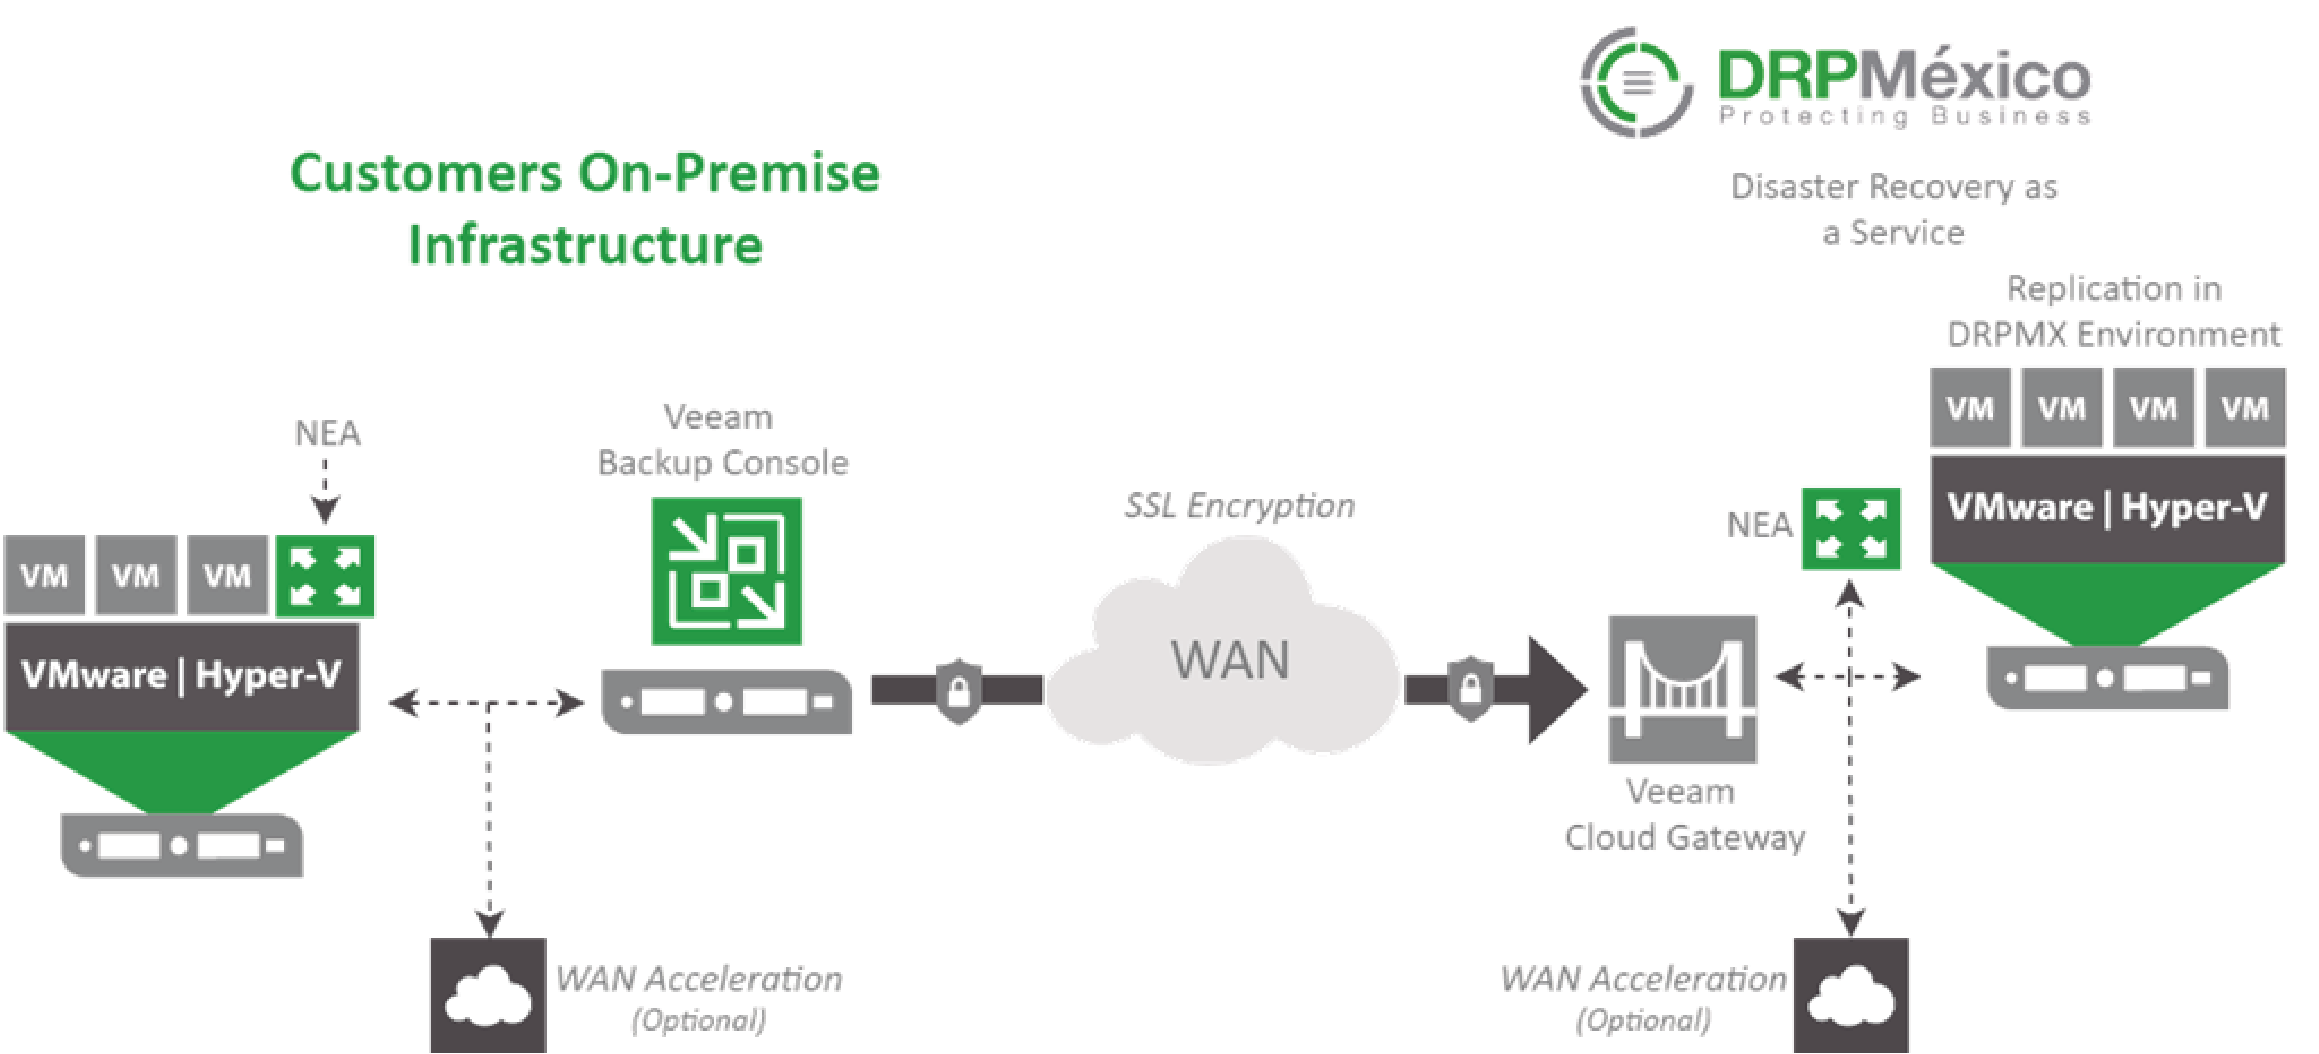 DRPMéxico
Protecting Business
Customers On-Premise
Infrastructure
Disaster Recovery as
a Service
Replication in
DRPMX Environment
VM VM VM VM
VMware | Hyper-V
NEA
NEA
VM VM VM
VMware | Hyper-V
Veeam
Backup Console
SSL Encryption
WAN
Veeam
Cloud Gateway
WAN Acceleration
(Optional)
WAN Acceleration
(Optional)